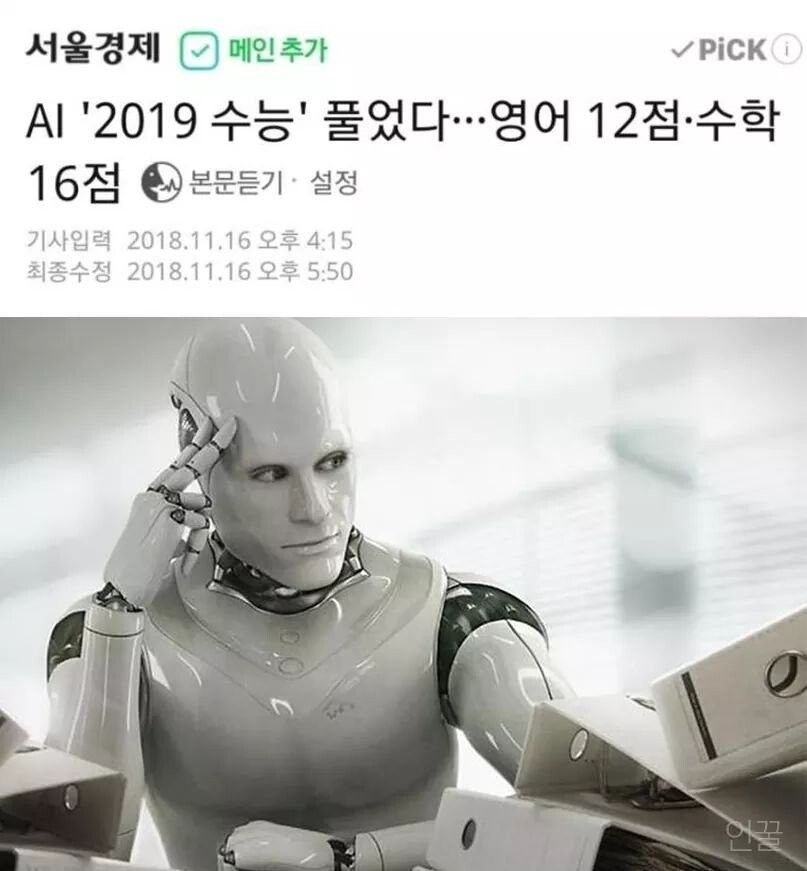 서울경제 메인 추가 PiCK i
AI '2019 수능' 풀었다…영어 12점·수학
16점 본문듣기 · 설정
기사입력 2018.11.16 오후 4:15
최종수정 2018.11.16 오후 5:50
인꿀